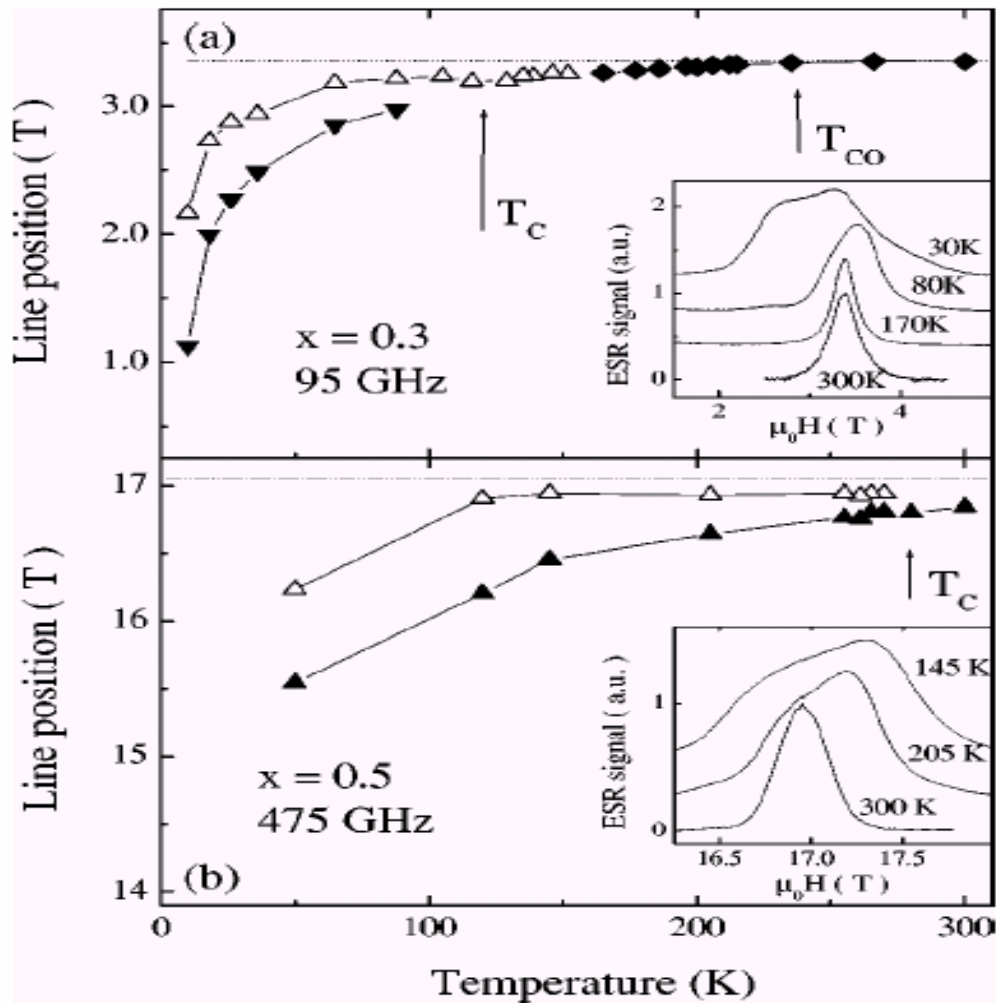 (a)
3.0
2.0
1.0
Line position ( T )
T_C
T_CO
x = 0.3
95 GHz
2
1
0
ESR signal (a.u.)
30K
80K
170K
300K
2
4
μ₀H ( T )
17
16
15
14
Line position ( T )
T_C
x = 0.5
475 GHz
(b)
1
0
ESR signal ( a.u. )
145 K
205 K
300 K
16.5
17.0
17.5
μ₀H ( T )
0
100
200
300
Temperature (K)